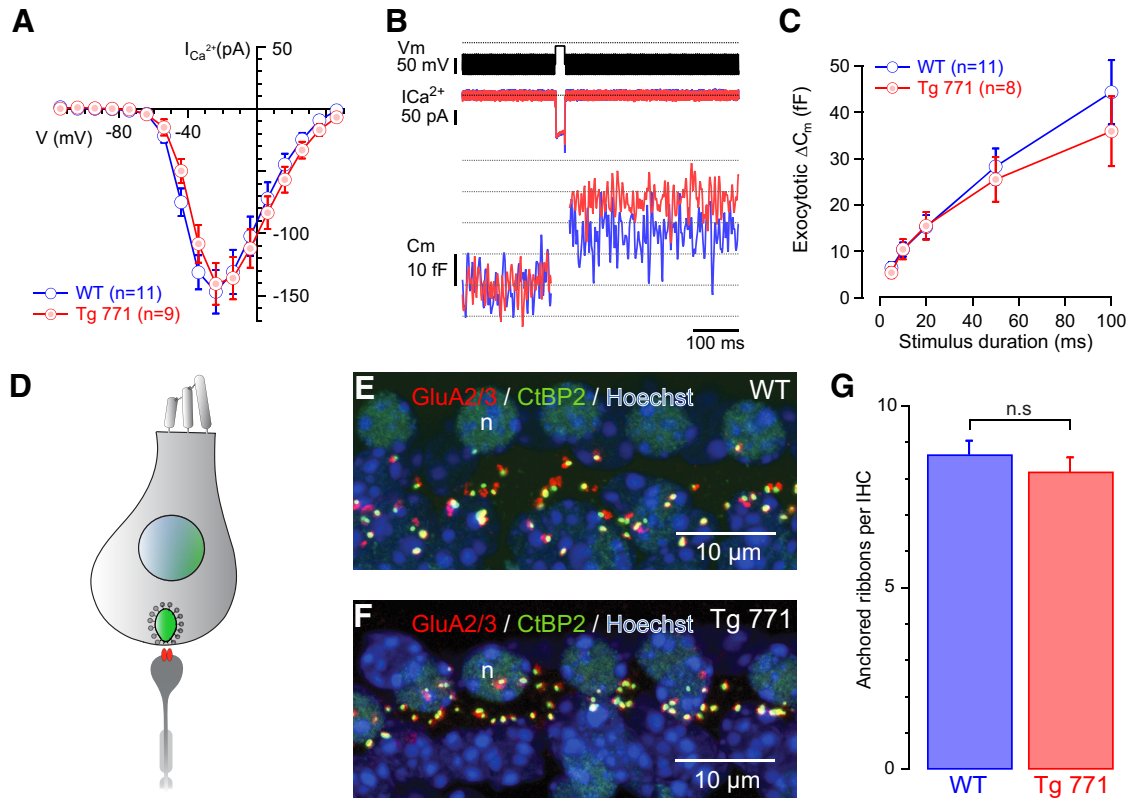 A
I Ca²⁺(pA)
50
V (mV)
-80
-40
-100
-150
WT (n=11)
Tg 771 (n=9)
B
Vm
50 mV
ICa²⁺
50 pA
Cm
10 fF
100 ms
C
WT (n=11)
Tg 771 (n=8)
Exocytotic ΔCm (fF)
50
40
30
20
10
0
0
20
40
60
80
100
Stimulus duration (ms)
D
E
GluA2/3 / CtBP2 / Hoechst
WT
n
10 µm
F
GluA2/3 / CtBP2 / Hoechst
Tg 771
n
10 µm
G
Anchored ribbons per IHC
10
5
0
n.s
WT
Tg 771